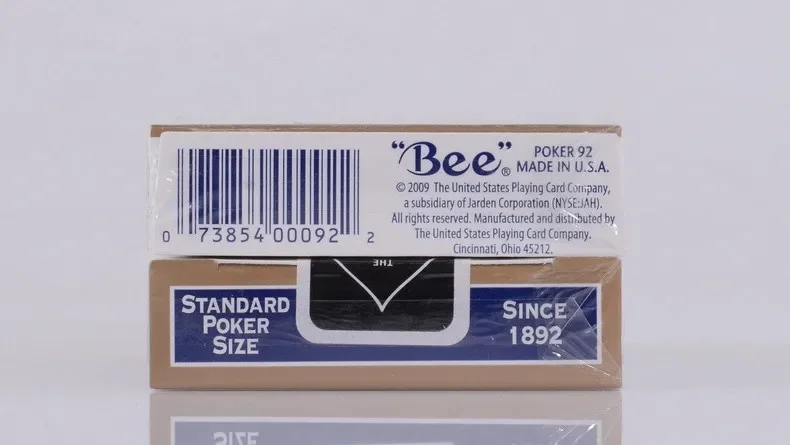 0 73854 00092 2
“Bee”®
POKER 92
MADE IN U.S.A.
© 2009 The United States Playing Card Company,
a subsidiary of Jarden Corporation (NYSE:JAH).
All rights reserved. Manufactured and distributed by
The United States Playing Card Company.
Cincinnati, Ohio 45212.
THE
STANDARD
POKER
SIZE
SINCE
1892
SIZE